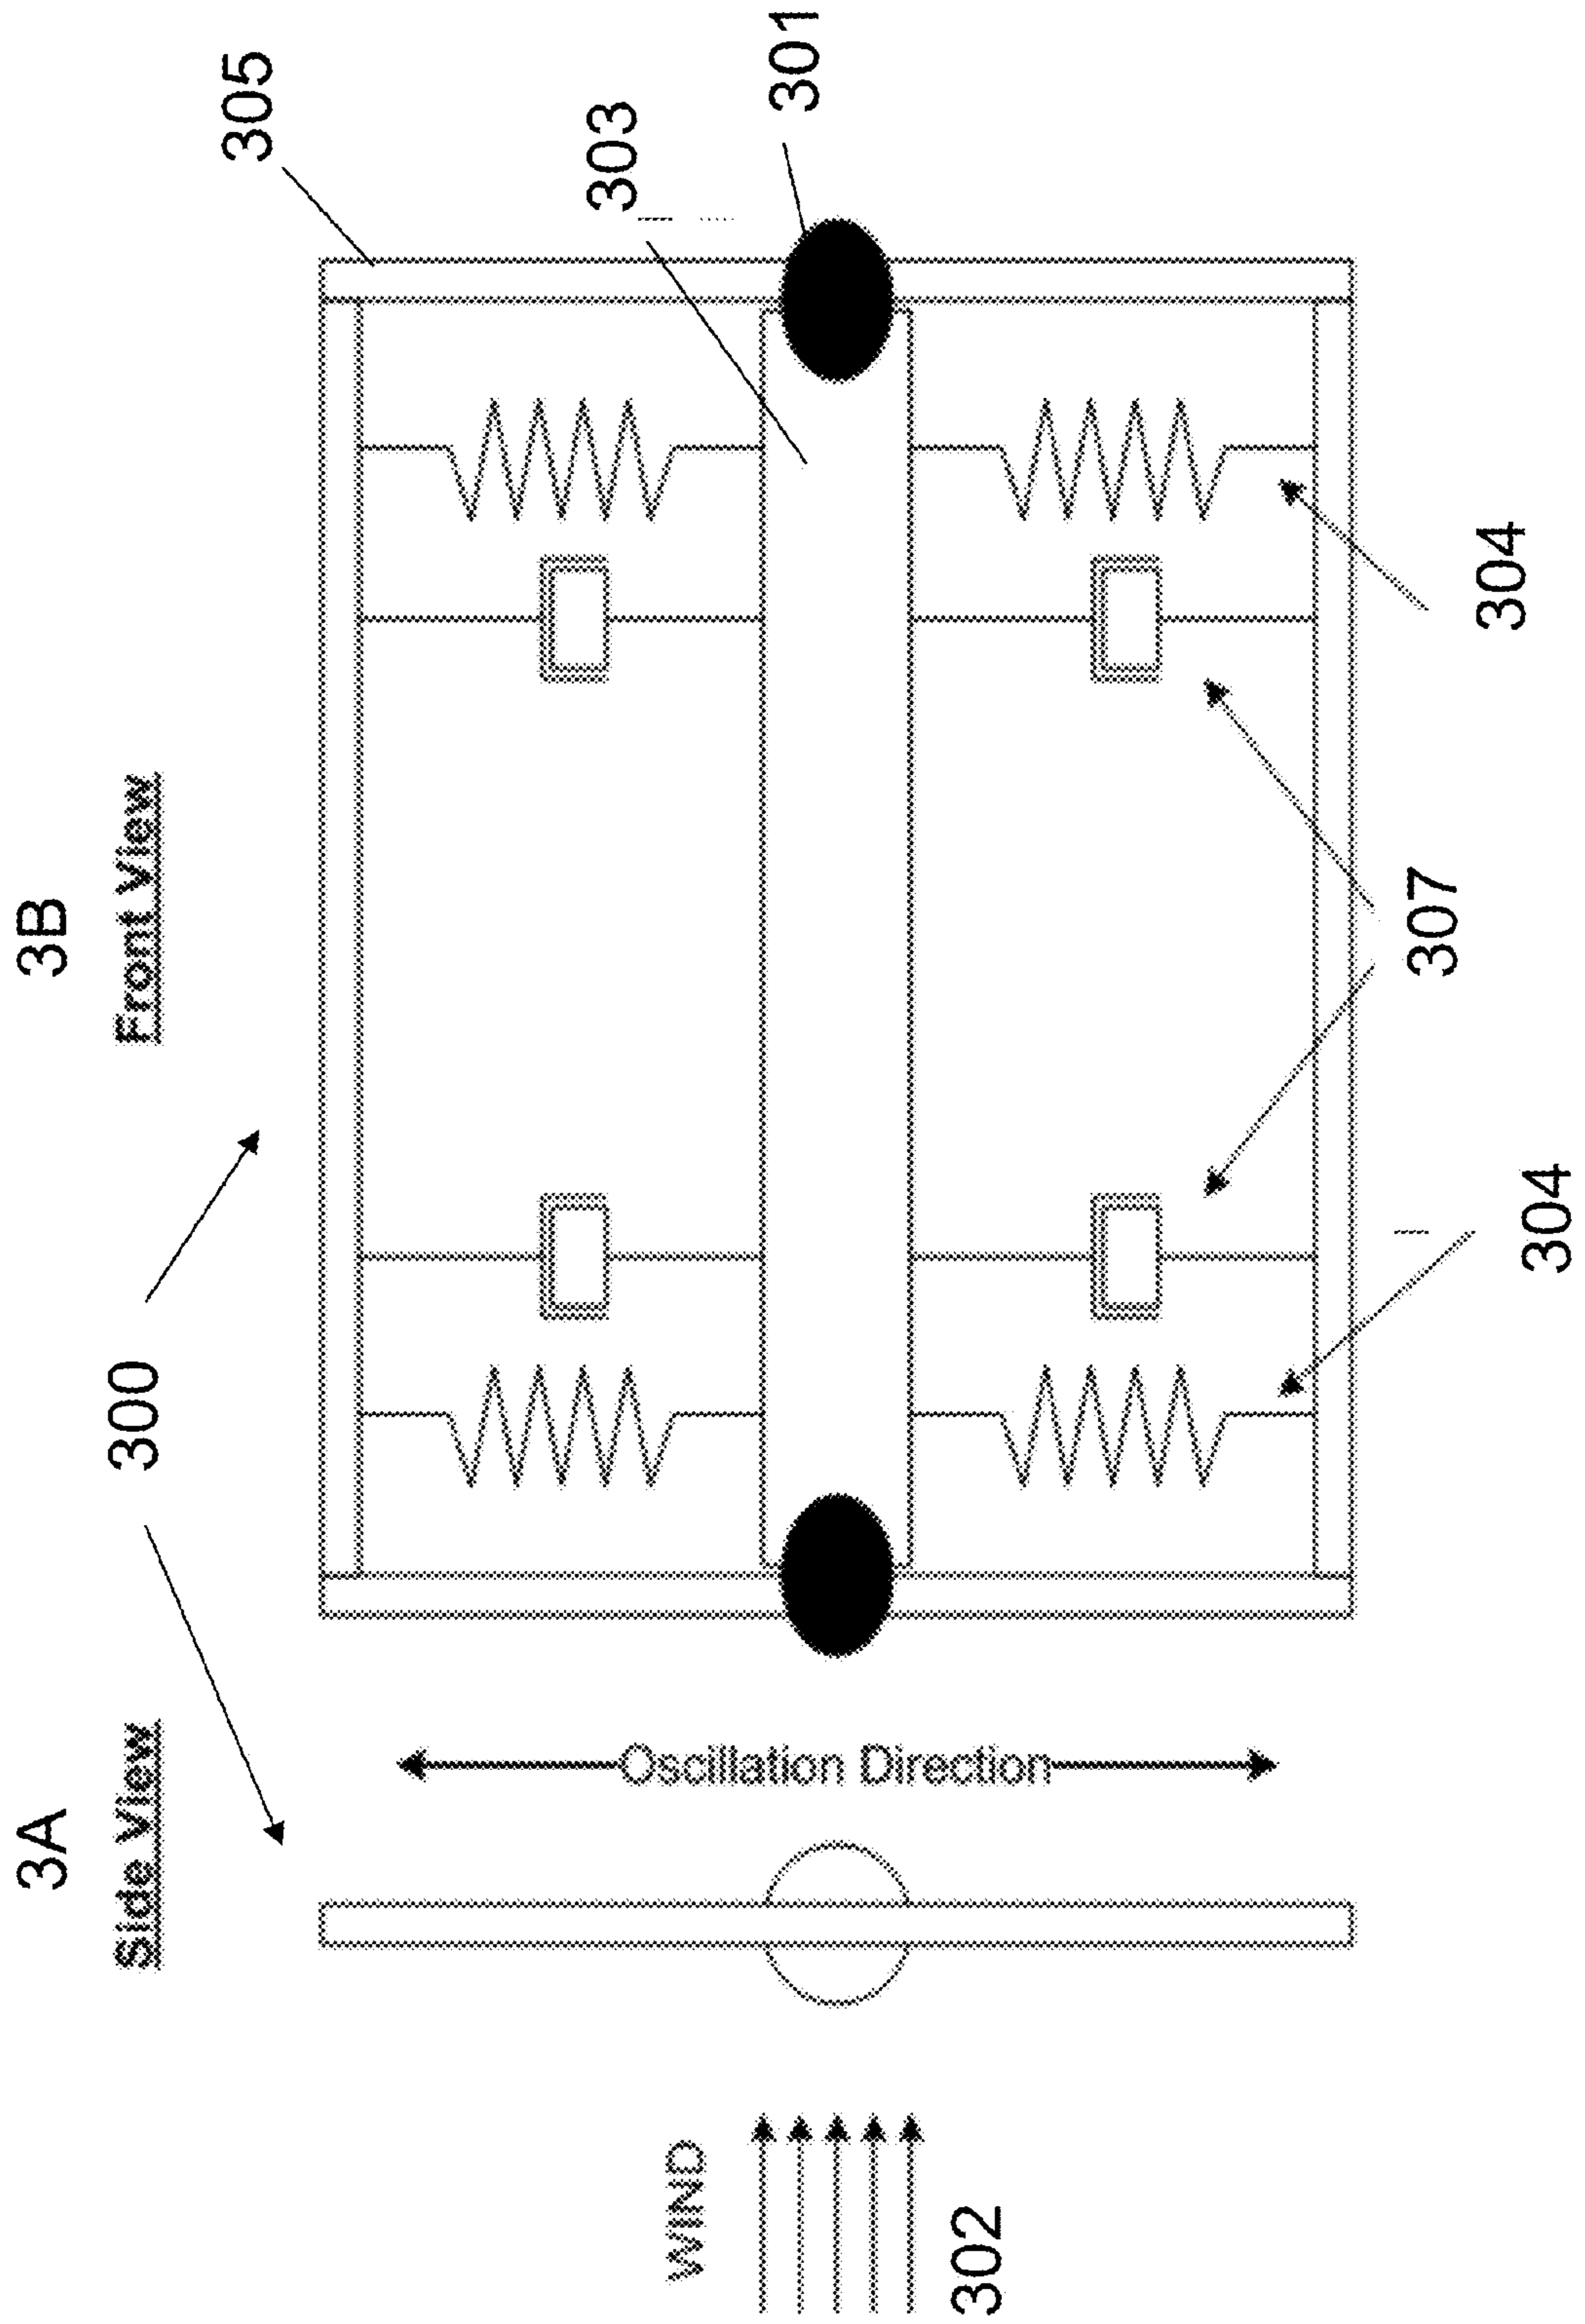 3A
3B
Side View
Front View
300
305
303
301
WIND
302
Oscillation Direction
304
307
304